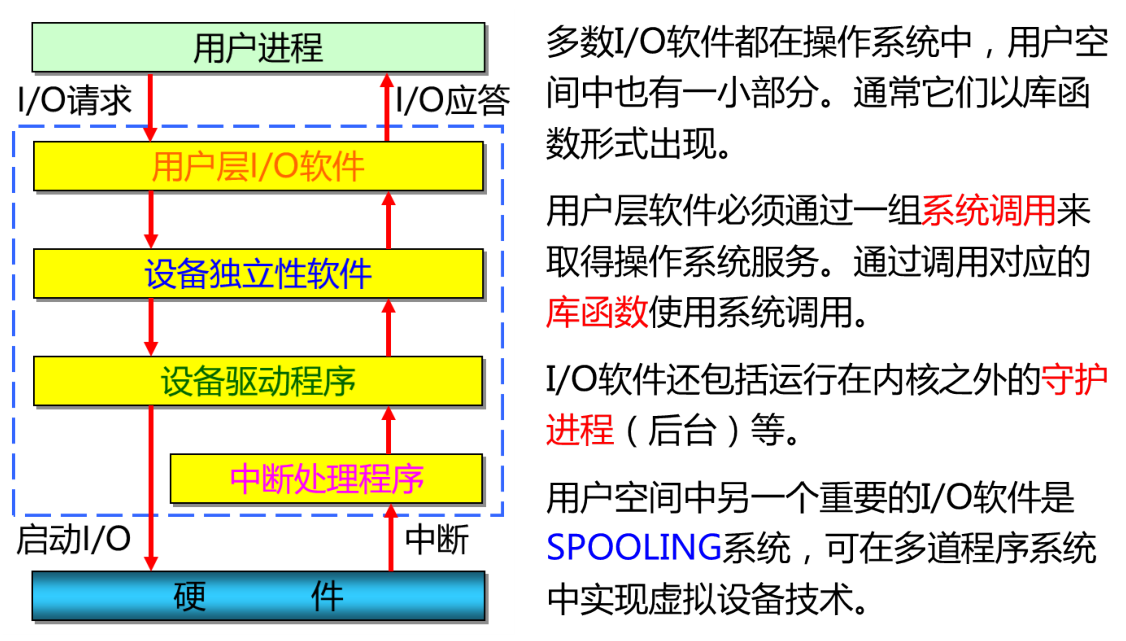 用户进程
I/O请求
I/O应答
用户层I/O软件
设备独立性软件
设备驱动程序
中断处理程序
启动I/O
中断
硬 件
多数I/O软件都在操作系统中，用户空
间中也有一小部分。通常它们以库函
数形式出现。
用户层软件必须通过一组系统调用来
取得操作系统服务。通过调用对应的
库函数使用系统调用。
I/O软件还包括运行在内核之外的守护
进程（后台）等。
用户空间中另一个重要的I/O软件是
SPOOLING系统，可在多道程序系统
中实现虚拟设备技术。